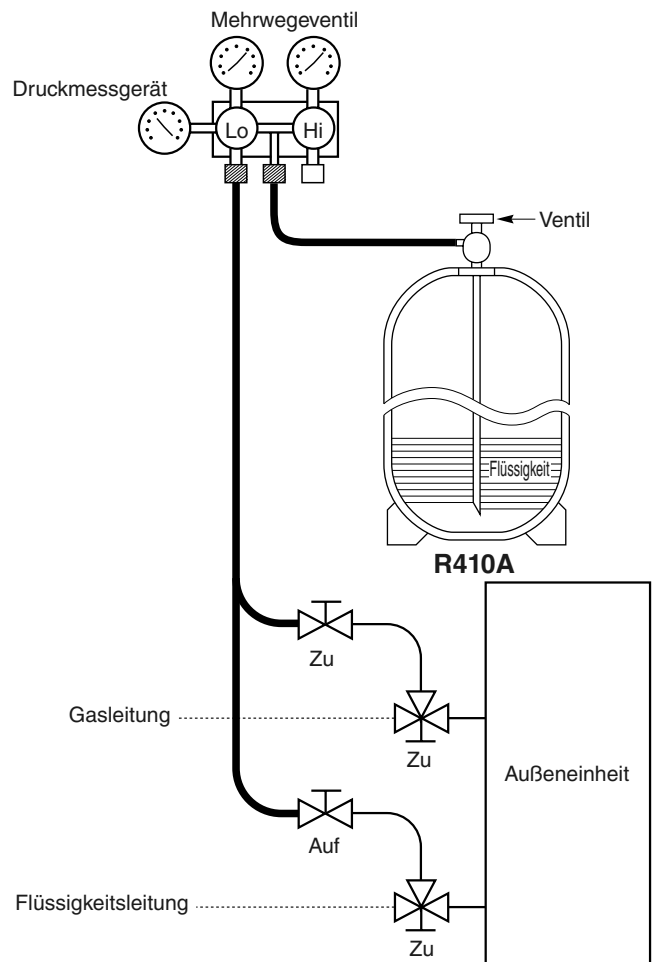 Mehrwegeventil
Druckmessgerät
Lo
Hi
Ventil
Flüssigkeit
R410A
Zu
Gasleitung
Zu
Außeneinheit
Auf
Flüssigkeitsleitung
Zu